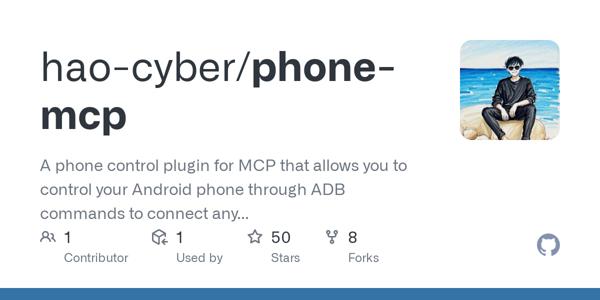 hao-cyber/phone-
mcp
A phone control plugin for MCP that allows you to
control your Android phone through ADB
commands to connect any...
1
Contributor
1
Used by
50
Stars
8
Forks